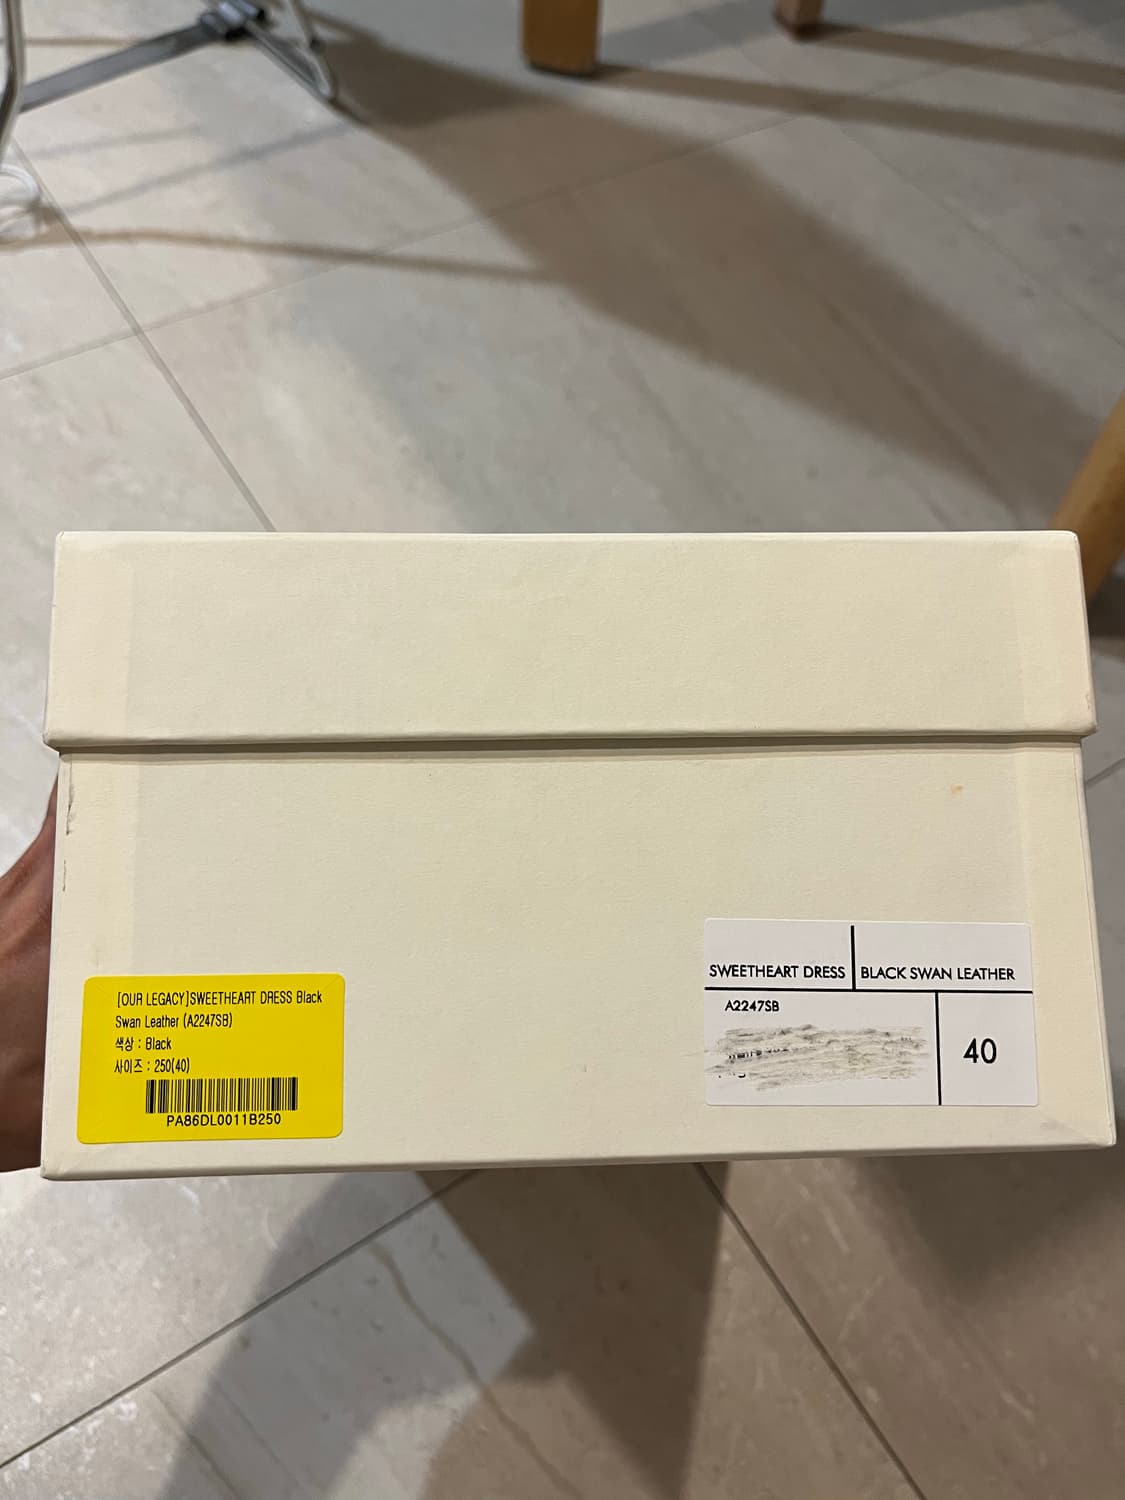 [OUR LEGACY]SWEETHEART DRESS Black
Swan Leather (A2247SB)
색상 : Black
사이즈 : 250(40)
PA86DL0011B250
SWEETHEART DRESS
BLACK SWAN LEATHER
A2247SB
40